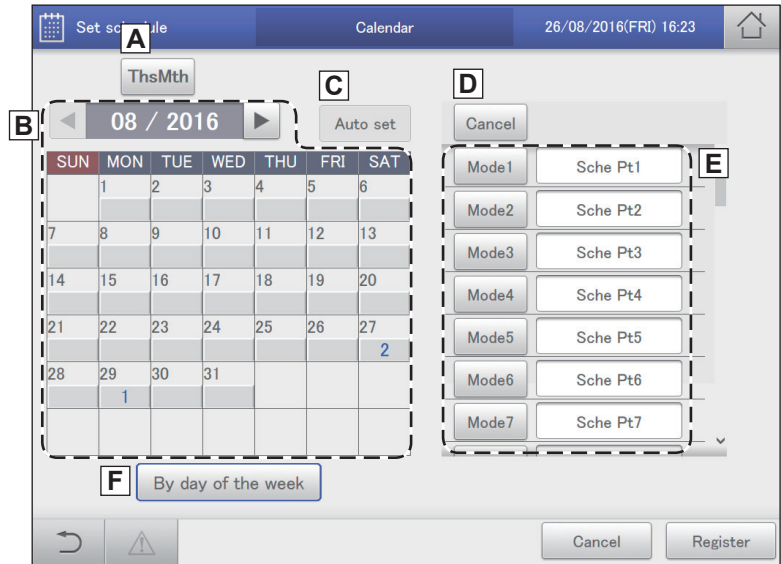 Set schedule Calendar 26/08/2016(FRI) 16:23
A
ThsMth
B 08 / 2016 C Auto set D Cancel
SUN MON TUE WED THU FRI SAT
1 2 3 4 5 6
7 8 9 10 11 12 13
14 15 16 17 18 19 20
21 22 23 24 25 26 27
2
28 29 30 31
1
E
Mode1 Sche Pt1
Mode2 Sche Pt2
Mode3 Sche Pt3
Mode4 Sche Pt4
Mode5 Sche Pt5
Mode6 Sche Pt6
Mode7 Sche Pt7
F By day of the week
Cancel Register